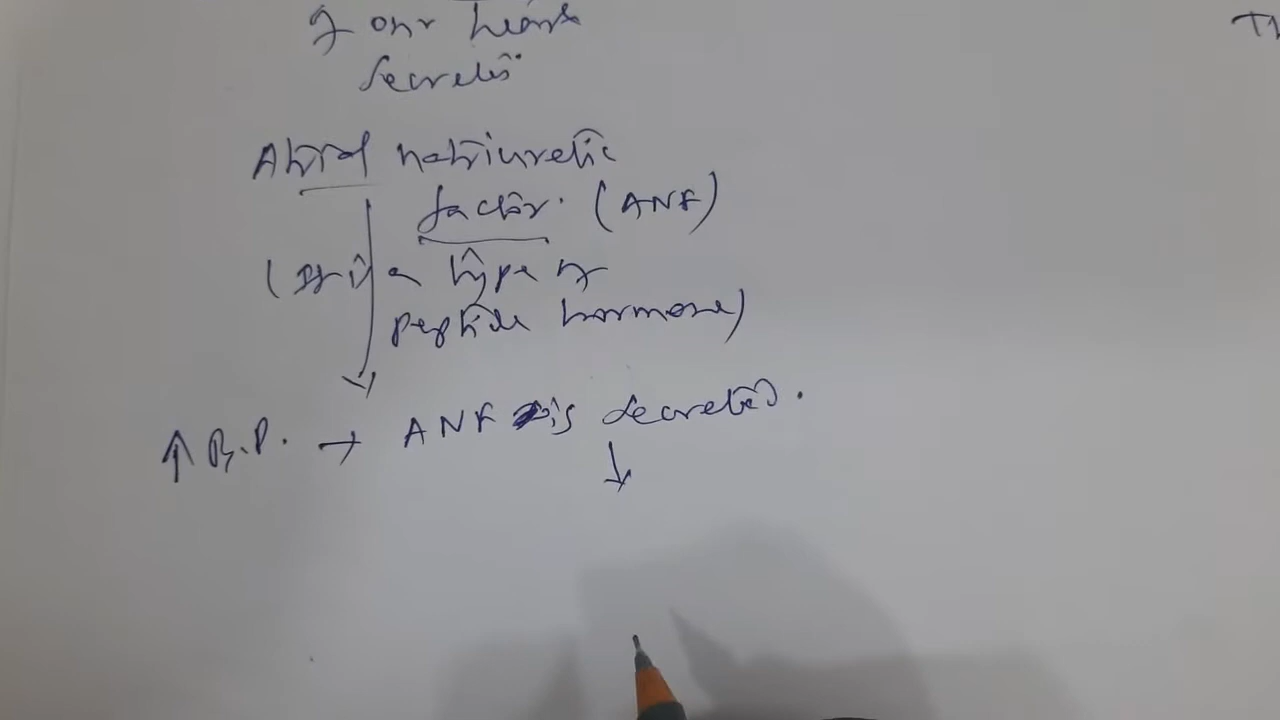 of our heart
secretes
Atrial natriuretic
factor. (ANF)
(It is a type of
peptide hormone)
↑ B.P. → ANF is secreted.
↓